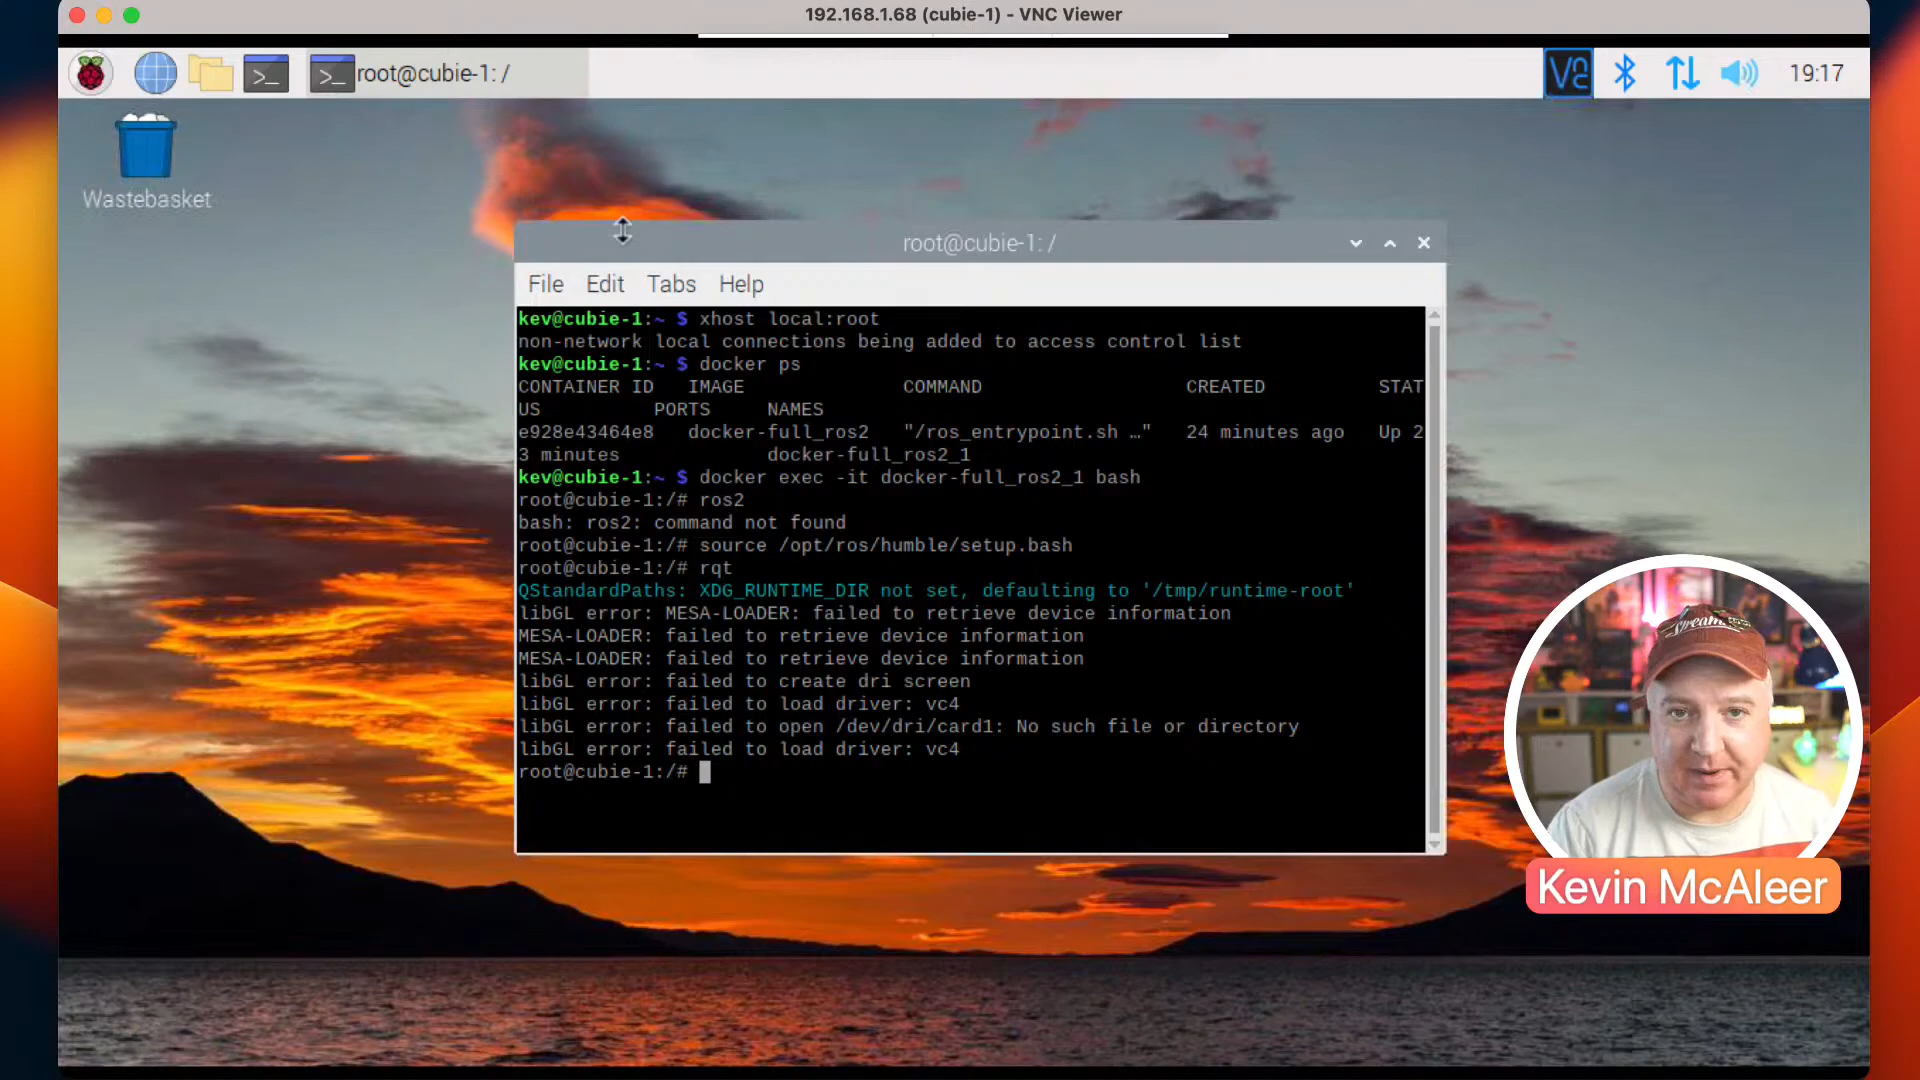 192.168.1.68 (cubie-1) - VNC Viewer
root@cubie-1: /
19:17
Wastebasket
root@cubie-1: /
File Edit Tabs Help
kev@cubie-1:~ $ xhost local:root
non-network local connections being added to access control list
kev@cubie-1:~ $ docker ps
CONTAINER ID IMAGE COMMAND CREATED STAT
US PORTS NAMES
e928e43464e8 docker-full_ros2 "/ros_entrypoint.sh …" 24 minutes ago Up 2
3 minutes docker-full_ros2_1
kev@cubie-1:~ $ docker exec -it docker-full_ros2_1 bash
root@cubie-1:/# ros2
bash: ros2: command not found
root@cubie-1:/# source /opt/ros/humble/setup.bash
root@cubie-1:/# rqt
QStandardPaths: XDG_RUNTIME_DIR not set, defaulting to '/tmp/runtime-root'
libGL error: MESA-LOADER: failed to retrieve device information
MESA-LOADER: failed to retrieve device information
MESA-LOADER: failed to retrieve device information
libGL error: failed to create dri screen
libGL error: failed to load driver: vc4
libGL error: failed to open /dev/dri/card1: No such file or directory
libGL error: failed to load driver: vc4
root@cubie-1:/#
Kevin McAleer